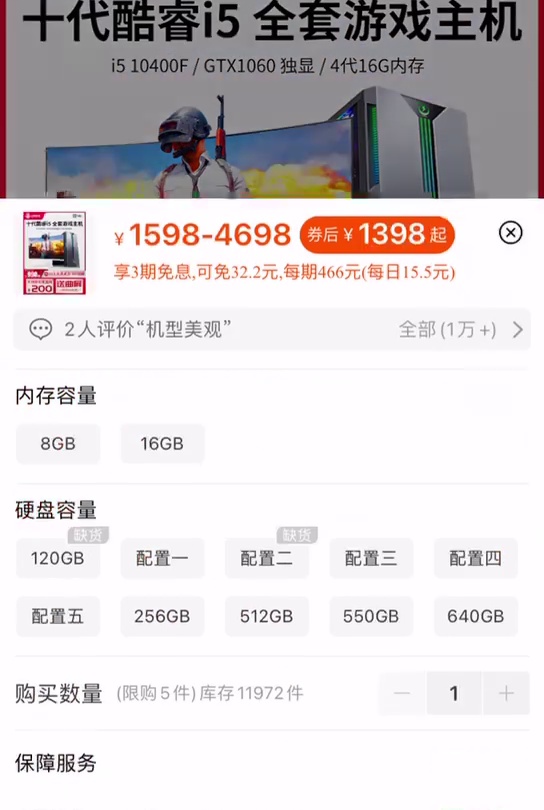 十代酷睿i5 全套游戏主机
i5 10400F / GTX1060 独显 / 4代16G内存
十代酷睿i5 全套游戏主机
¥200
¥1598-4698 券后¥1398起
享3期免息,可免32.2元,每期466元(每日15.5元)
2人评价“机型美观” 全部(1万+)
内存容量
8GB 16GB
硬盘容量
缺货 缺货
120GB 配置一 配置二 配置三 配置四
配置五 256GB 512GB 550GB 640GB
购买数量 (限购5件)库存11972件 1
保障服务